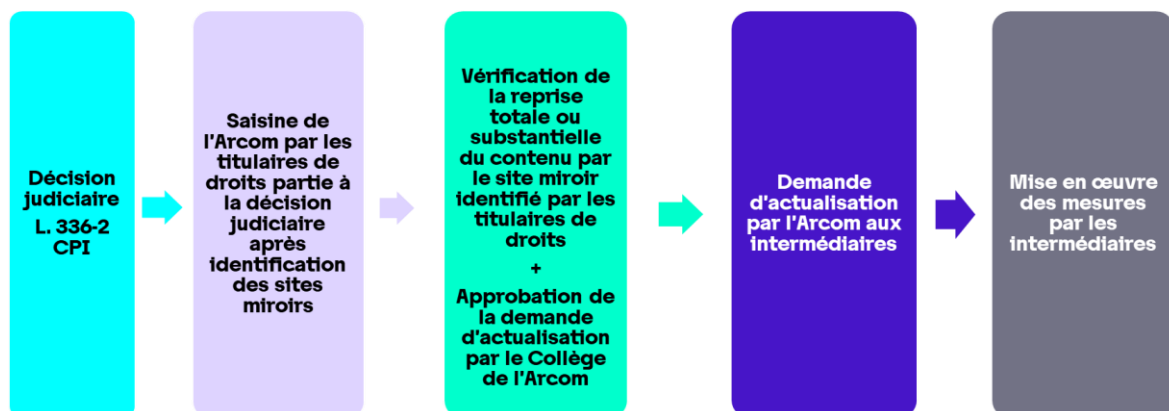 Décision
judiciaire
L. 336-2
CPI
Saisine de
l'Arcom par les
titulaires de
droits partie à
la décision
judiciaire
après
identification
des sites
miroirs
Vérification de
la reprise
totale ou
substantielle
du contenu par
le site miroir
identifié par les
titulaires de
droits
+
Approbation de
la demande
d'actualisation
par le Collège
de l'Arcom
Demande
d'actualisation
par l'Arcom aux
intermédiaires
Mise en œuvre
des mesures
par les
intermédiaires